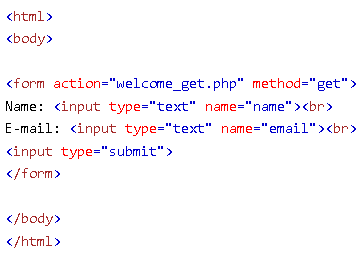 <html>
<body>
<form action="welcome_get.php" method="get">
Name: <input type="text" name="name"><br>
E-mail: <input type="text" name="email"><br>
<input type="submit">
</form>
</body>
</html>